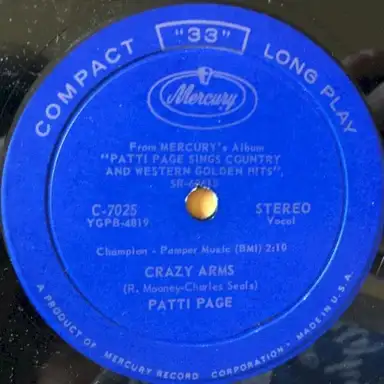 COMPACT "33" LONG PLAY
Mercury
From MERCURY's Album
"PATTI PAGE SINGS COUNTRY
AND WESTERN GOLDEN HITS",
C-7025
STEREO
YGPB-4819
Vocal
Champion - Pamper Music (BMI) 2:10
CRAZY ARMS
(R. Mooney-Charles Seals)
PATTI PAGE
A PRODUCT OF MERCURY RECORD CORPORATION · MADE IN U.S.A.